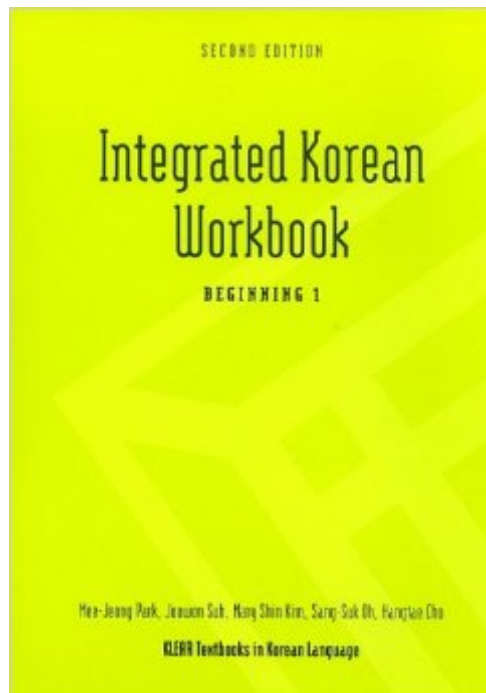 SECOND EDITION
Integrated Korean
Workbook
BEGINNING 1
Mee-Jeong Park, Joowon Suh, Mary Shin Kim, Sang-Suk Oh, Hangtae Cho
KLEAR Textbooks in Korean Language